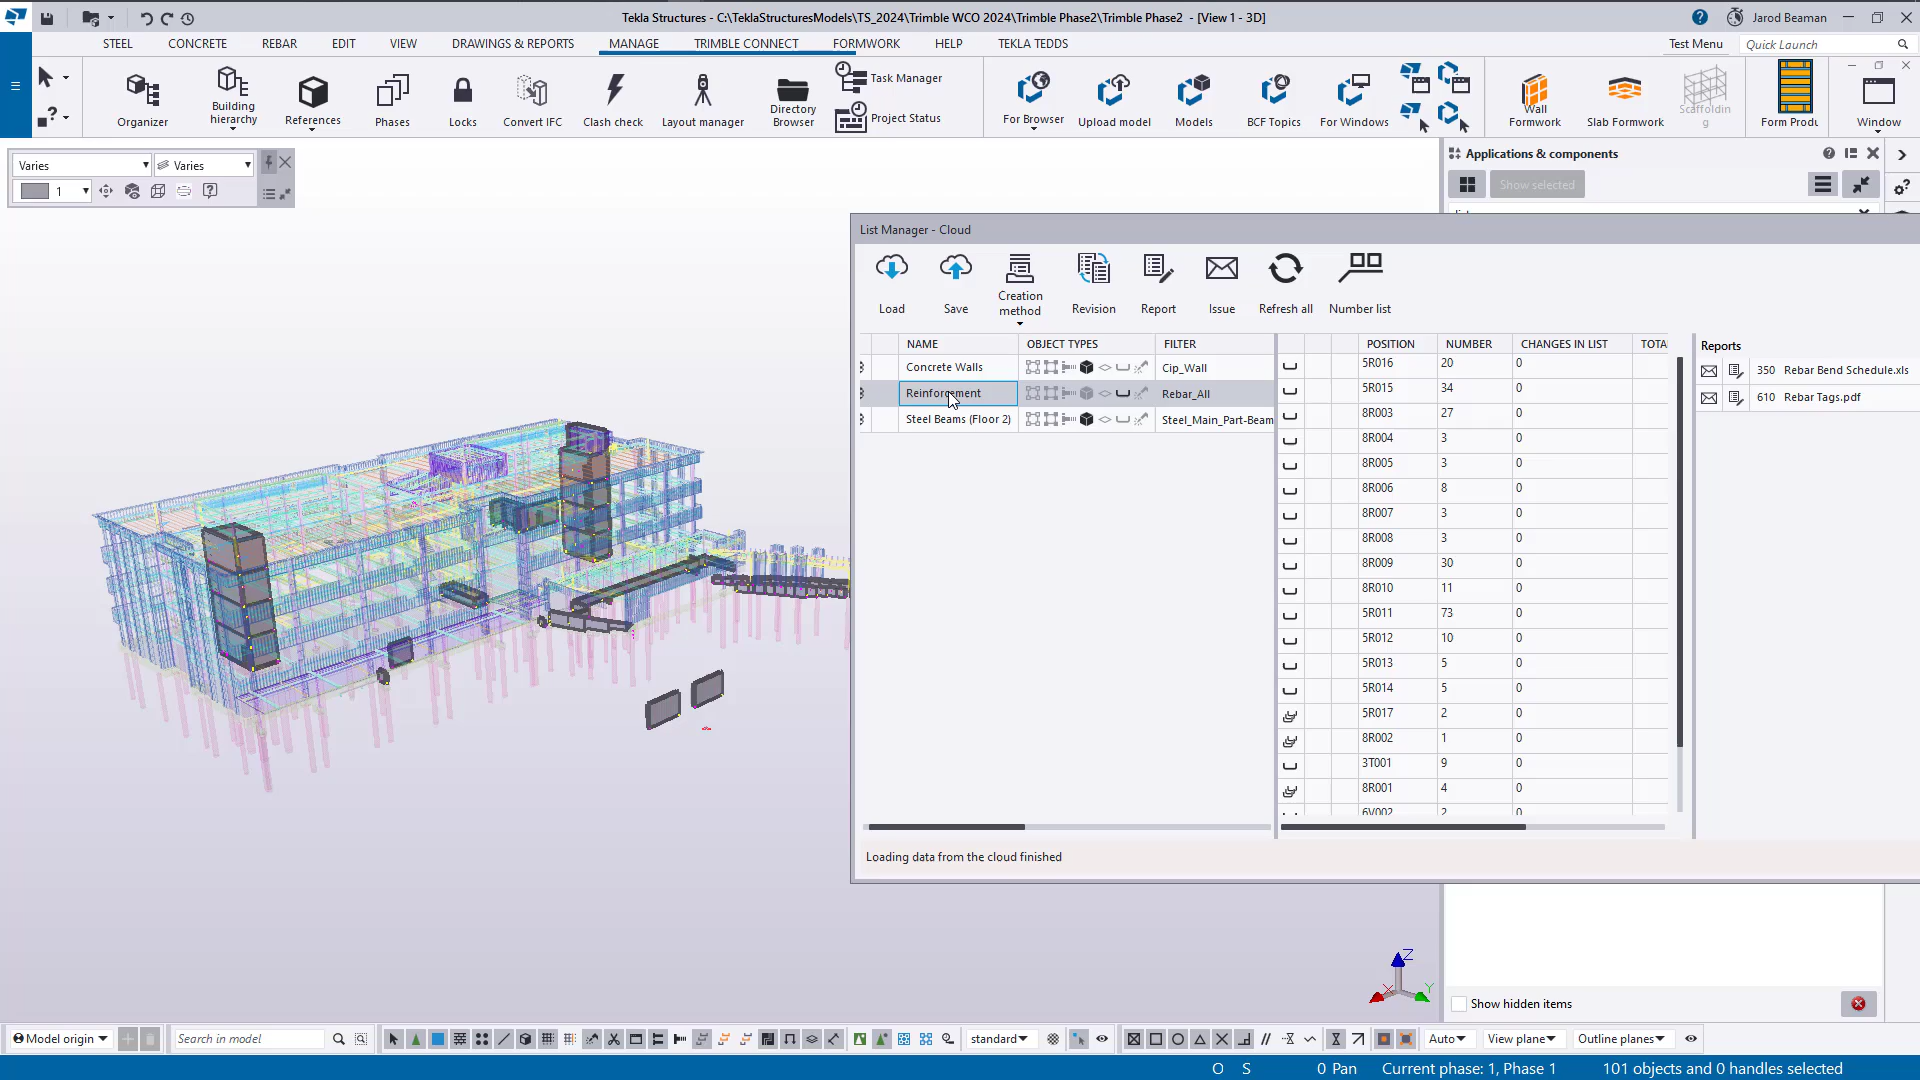 Tekla Structures - C:\TeklaStructuresModels\TS_2024\Trimble WCO 2024\Trimble Phase2\Trimble Phase2 - [View 1 - 3D]
Jarod Beaman
STEEL CONCRETE REBAR EDIT VIEW DRAWINGS & REPORTS MANAGE TRIMBLE CONNECT FORMWORK HELP TEKLA TEDDS
Test Menu Quick Launch
Organizer
Building hierarchy
References
Phases
Locks
Convert IFC
Clash check
Layout manager
Directory Browser
Task Manager
Project Status
For Browser
Upload model
Models
BCF Topics
For Windows
Wall Formwork
Slab Formwork
Scaffoldin g
Form Produ
Window
Varies Varies
1
Applications & components
Show selected
List Manager - Cloud
Load
Save
Creation method
Revision
Report
Issue
Refresh all
Number list
NAME OBJECT TYPES FILTER
Concrete Walls Cip_Wall
Reinforcement Rebar_All
Steel Beams (Floor 2) Steel_Main_Part-Beam
POSITION NUMBER CHANGES IN LIST TOTA
5R016 20 0
5R015 34 0
8R003 27 0
8R004 3 0
8R005 3 0
8R006 8 0
8R007 3 0
8R008 3 0
8R009 30 0
8R010 11 0
5R011 73 0
5R012 10 0
5R013 5 0
5R014 5 0
5R017 2 0
8R002 1 0
3T001 9 0
8R001 4 0
6V002 2 0
Reports
350 Rebar Bend Schedule.xls
610 Rebar Tags.pdf
Loading data from the cloud finished
Z
X Y
Show hidden items
Model origin Search in model standard Auto View plane Outline planes
O S 0 Pan Current phase: 1, Phase 1 101 objects and 0 handles selected